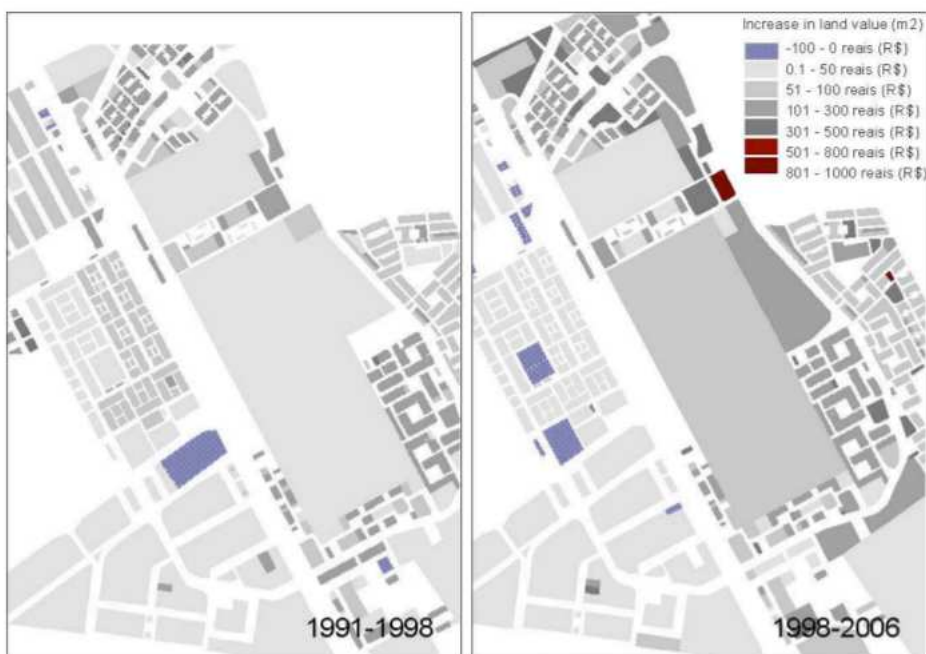 Increase in land value (m2)
-100 - 0 reais (R$)
0.1 - 50 reais (R$)
51 - 100 reais (R$)
101 - 300 reais (R$)
301 - 500 reais (R$)
501 - 800 reais (R$)
801 - 1000 reais (R$)
1991-1998
1998-2006